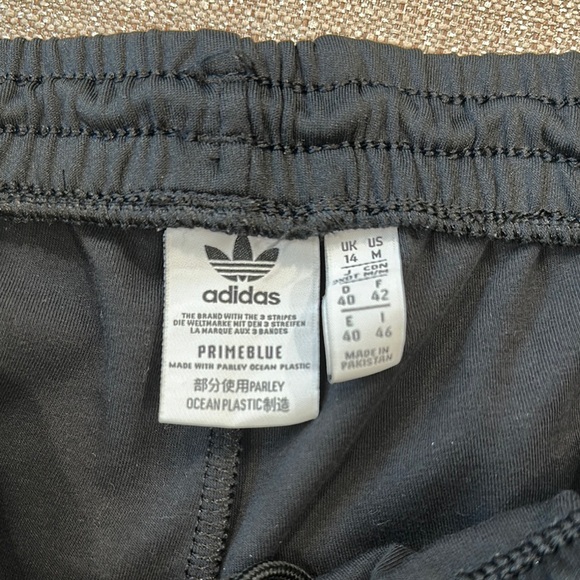 adidas
THE BRAND WITH THE 3 STRIPES
DIE WELTMARKE MIT DEN 3 STREIFEN
LA MARQUE AUX 3 BANDES
PRIMEBLUE
MADE WITH PARLEY OCEAN PLASTIC
部分使用PARLEY
OCEAN PLASTIC制造
UK US
14 M
J CDN
M/M
D F
40 42
E I
40 46
MADE IN
PAKISTAN